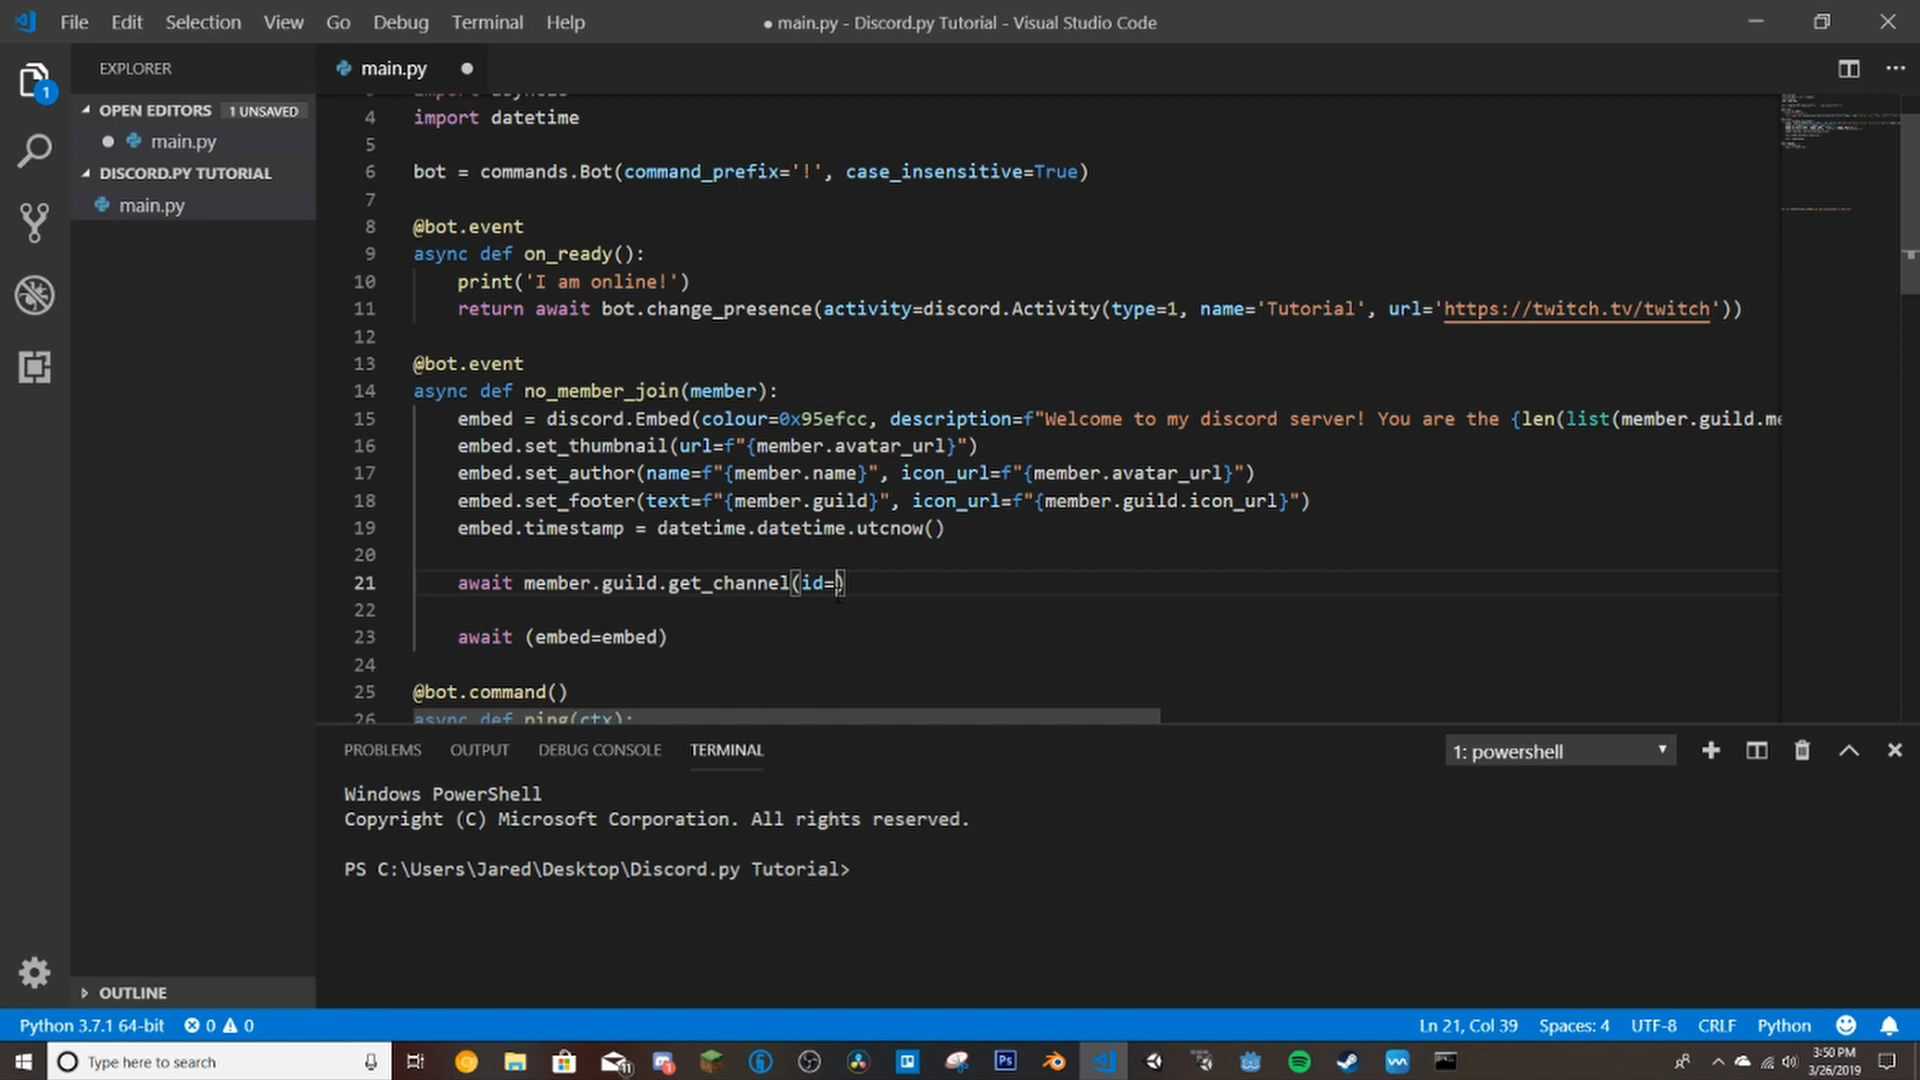 File Edit Selection View Go Debug Terminal Help
● main.py - Discord.py Tutorial - Visual Studio Code
EXPLORER
1
OPEN EDITORS 1 UNSAVED
main.py
DISCORD.PY TUTORIAL
main.py
OUTLINE
main.py
4 import datetime
5
6 bot = commands.Bot(command_prefix='!', case_insensitive=True)
7
8 @bot.event
9 async def on_ready():
10 print('I am online!')
11 return await bot.change_presence(activity=discord.Activity(type=1, name='Tutorial', url='https://twitch.tv/twitch'))
12
13 @bot.event
14 async def no_member_join(member):
15 embed = discord.Embed(colour=0x95efcc, description=f"Welcome to my discord server! You are the {len(list(member.guild.me
16 embed.set_thumbnail(url=f"{member.avatar_url}")
17 embed.set_author(name=f"{member.name}", icon_url=f"{member.avatar_url}")
18 embed.set_footer(text=f"{member.guild}", icon_url=f"{member.guild.icon_url}")
19 embed.timestamp = datetime.datetime.utcnow()
20
21 await member.guild.get_channel(id=)
22
23 await (embed=embed)
24
25 @bot.command()
26 async def ping(ctx):
PROBLEMS OUTPUT DEBUG CONSOLE TERMINAL
1: powershell
Windows PowerShell
Copyright (C) Microsoft Corporation. All rights reserved.
PS C:\Users\Jared\Desktop\Discord.py Tutorial>
Python 3.7.1 64-bit 0 0
Ln 21, Col 39 Spaces: 4 UTF-8 CRLF Python
Type here to search
3:50 PM
3/26/2019